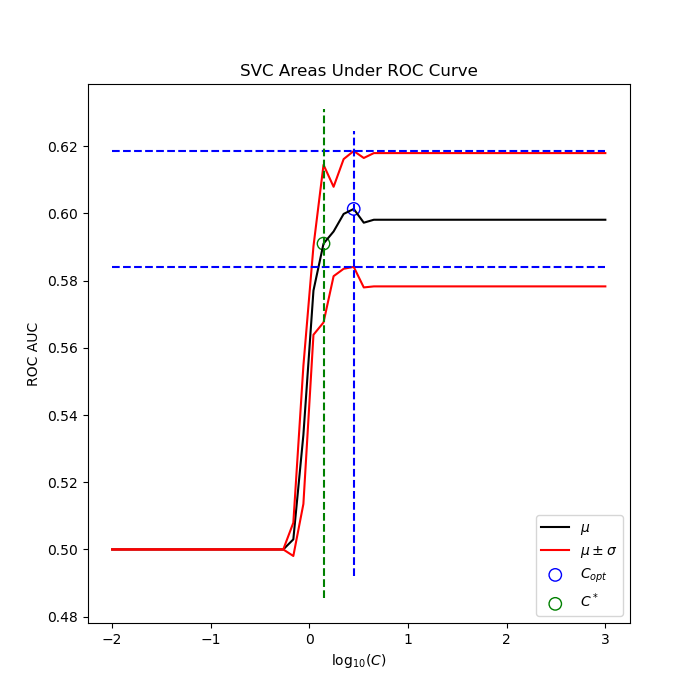 SVC Areas Under ROC Curve
ROC AUC
0.62
0.60
0.58
0.56
0.54
0.52
0.50
0.48
−2 −1 0 1 2 3
log₁₀(C)
μ
μ ± σ
C_opt
C*